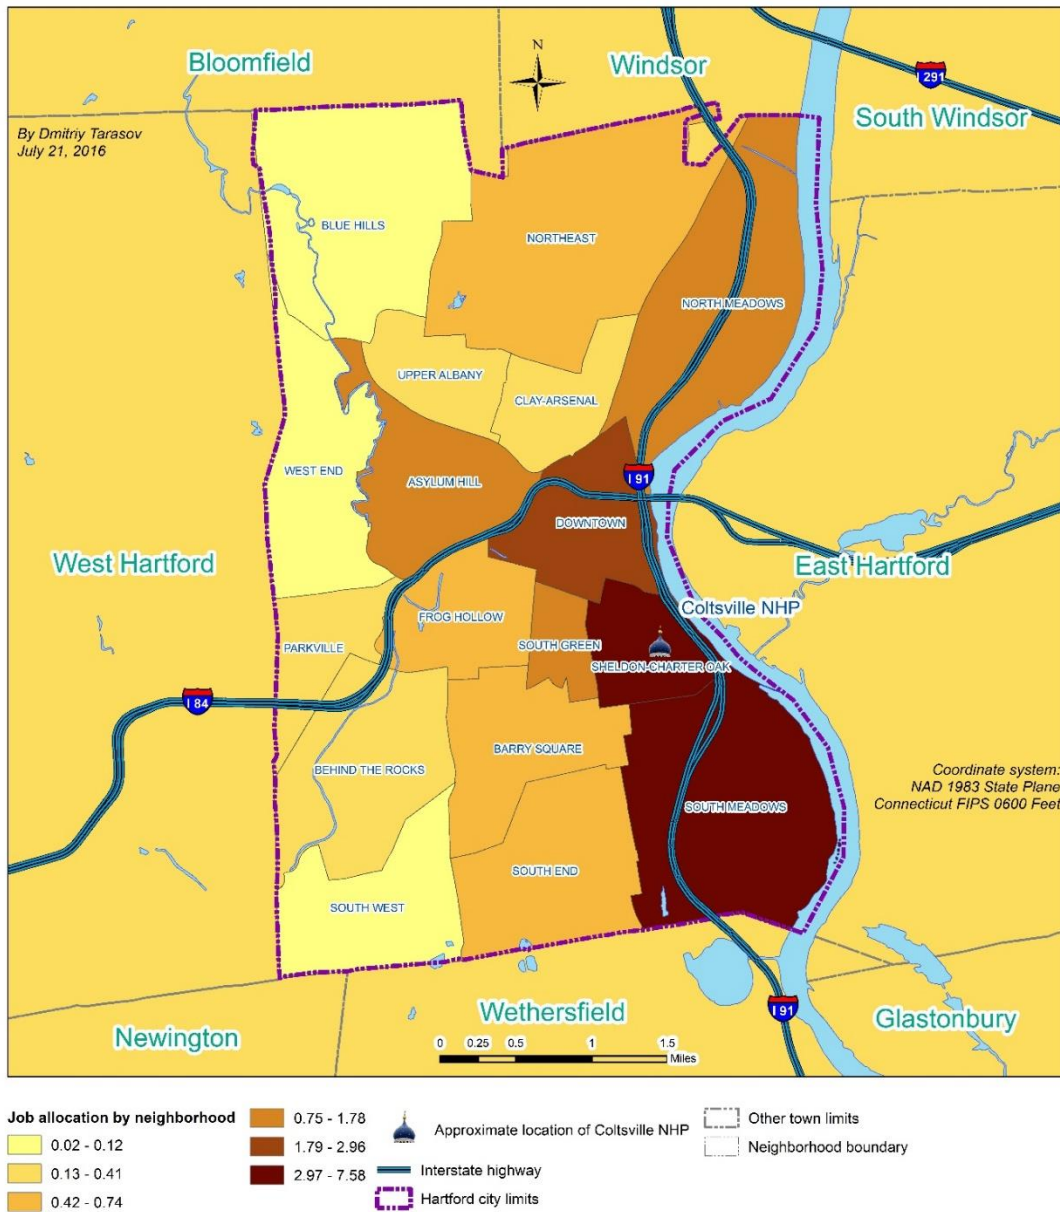 Bloomfield
Windsor
N
I 291
South Windsor
By Dmitriy Tarasov
July 21, 2016
BLUE HILLS
NORTHEAST
NORTH MEADOWS
UPPER ALBANY
CLAY-ARSENAL
WEST END
ASYLUM HILL
I 91
DOWNTOWN
West Hartford
East Hartford
Coltsville NHP
FROG HOLLOW
PARKVILLE
SOUTH GREEN
SHELDON-CHARTER OAK
I 84
BARRY SQUARE
BEHIND THE ROCKS
SOUTH MEADOWS
Coordinate system:
NAD 1983 State Plane
Connecticut FIPS 0600 Feet
SOUTH END
SOUTH WEST
Newington
Wethersfield
I 91
Glastonbury
0 0.25 0.5 1 1.5
Miles
Job allocation by neighborhood
0.02 - 0.12
0.13 - 0.41
0.42 - 0.74
0.75 - 1.78
1.79 - 2.96
2.97 - 7.58
Approximate location of Coltsville NHP
Interstate highway
Hartford city limits
Other town limits
Neighborhood boundary